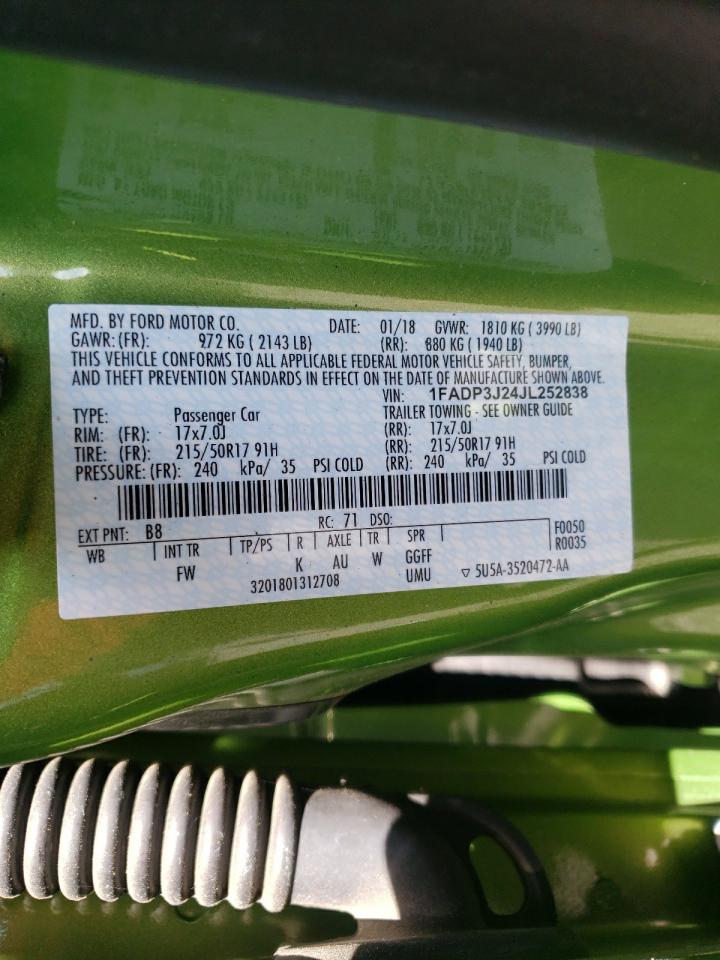 MFD. BY FORD MOTOR CO. DATE: 01/18 GVWR: 1810 KG ( 3990 LB)
GAWR: (FR): 972 KG ( 2143 LB) (RR): 880 KG ( 1940 LB)
THIS VEHICLE CONFORMS TO ALL APPLICABLE FEDERAL MOTOR VEHICLE SAFETY, BUMPER,
AND THEFT PREVENTION STANDARDS IN EFFECT ON THE DATE OF MANUFACTURE SHOWN ABOVE.
VIN: 1FADP3J24JL252838
TYPE: Passenger Car TRAILER TOWING - SEE OWNER GUIDE
RIM: (FR): 17x7.0J (RR): 17x7.0J
TIRE: (FR): 215/50R17 91H (RR): 215/50R17 91H
PRESSURE: (FR): 240 kPa/ 35 PSI COLD (RR): 240 kPa/ 35 PSI COLD
EXT PNT: B8 RC: 71 DSO: F0050
WB INT TR TP/PS R AXLE TR SPR R0035
FW K AU W GGFF
3201801312708 UMU ▽ 5U5A-3520472-AA